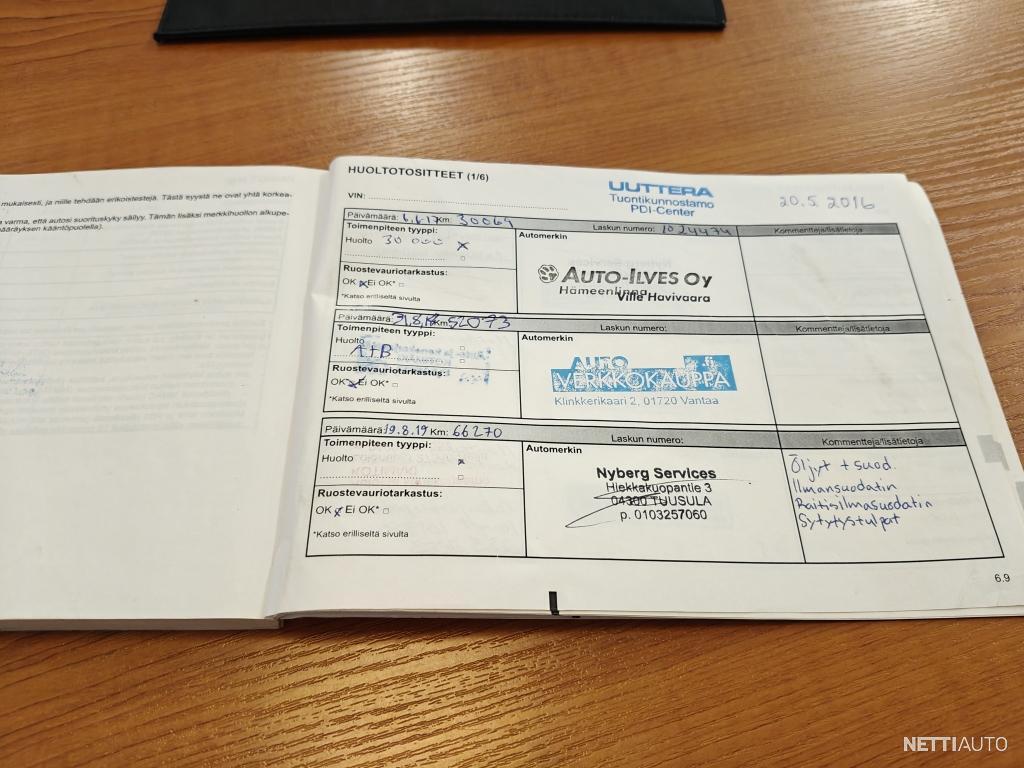 mukaisesti, ja niille tehdään erikoistestejä. Tästä syystä ne ovat yhtä korkea-
a varma, että autosi suorituskyky säilyy. Tämän lisäksi merkkihuollon alkupe-
määräyksen kääntöpuolella).
HUOLTOTOSITTEET (1/6)
VIN:
UUTTERA
Tuontikunnostamo
PDI-Center
20.5.2016
Päivämäärä: 6.6.17 Km: 30069
Laskun numero: 1024474
Kommentteja/lisätietoja
Toimenpiteen tyyppi:
Huolto 30 000 x
Ruostevauriotarkastus:
OK x Ei OK*
*Katso erilliseltä sivulta
Automerkin
AUTO-ILVES OY
Hämeenlinna
Ville Havivaara
Päivämäärä: Km: 52073
Laskun numero:
Kommentteja/lisätietoja
Toimenpiteen tyyppi:
Huolto
A+B
Ruostevauriotarkastus:
OK x Ei OK*
*Katso erilliseltä sivulta
Automerkin
AUTO
VERKKOKAUPPA
Klinkkerikaari 2, 01720 Vantaa
Päivämäärä: 19.8.19 Km: 66270
Laskun numero:
Kommentteja/lisätietoja
Toimenpiteen tyyppi:
Huolto x
Ruostevauriotarkastus:
OK x Ei OK*
*Katso erilliseltä sivulta
Automerkin
Nyberg Services
Hiekkakuopantie 3
04300 TUUSULA
p. 0103257060
Öljyt + suod.
Ilmansuodatin
Raitisilmasuodatin
Sytytystulpat
6.9
NETTIAUTO